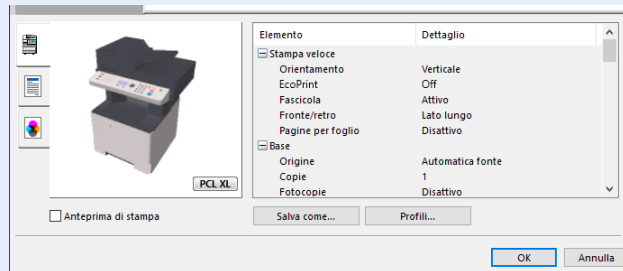 Elemento Dettaglio
Stampa veloce
Orientamento Verticale
EcoPrint Off
Fascicola Attivo
Fronte/retro Lato lungo
Pagine per foglio Disattivo
Base
Origine Automatica fonte
Copie 1
Fotocopie Disattivo
PCL XL
Anteprima di stampa Salva come... Profili...
OK Annulla